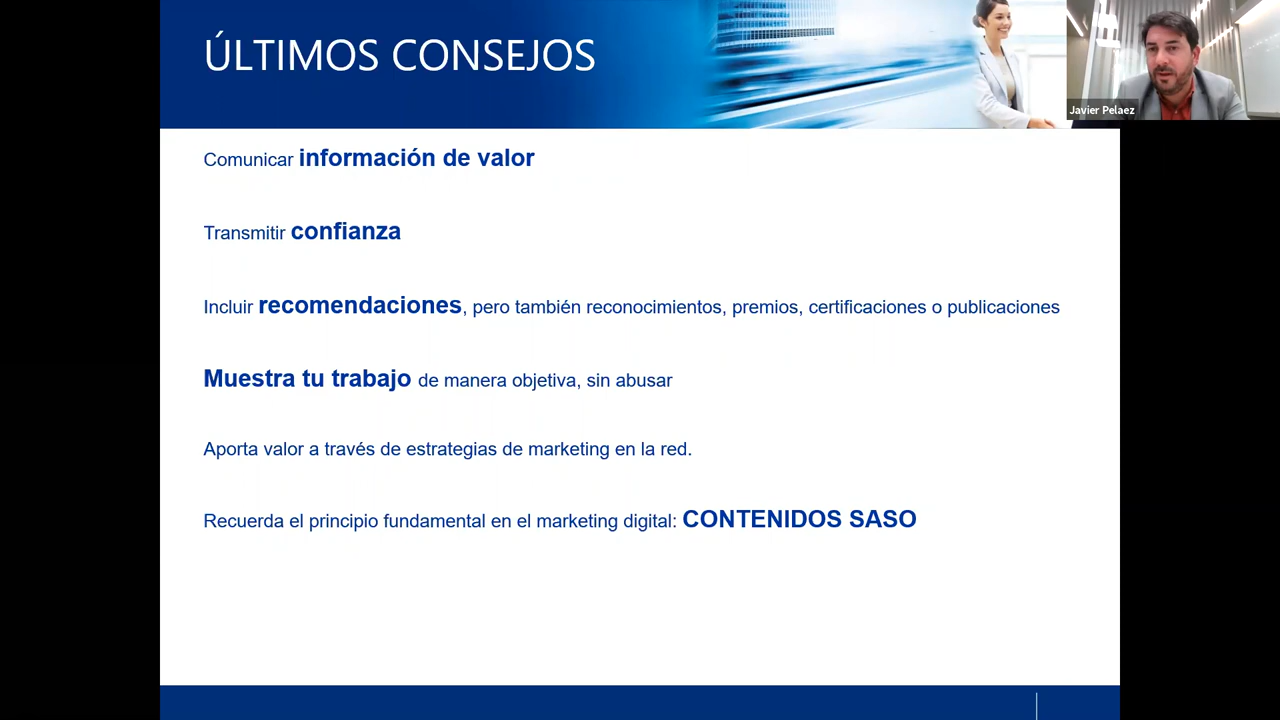 ÚLTIMOS CONSEJOS
Javier Pelaez
Comunicar información de valor
Transmitir confianza
Incluir recomendaciones, pero también reconocimientos, premios, certificaciones o publicaciones
Muestra tu trabajo de manera objetiva, sin abusar
Aporta valor a través de estrategias de marketing en la red.
Recuerda el principio fundamental en el marketing digital: CONTENIDOS SASO